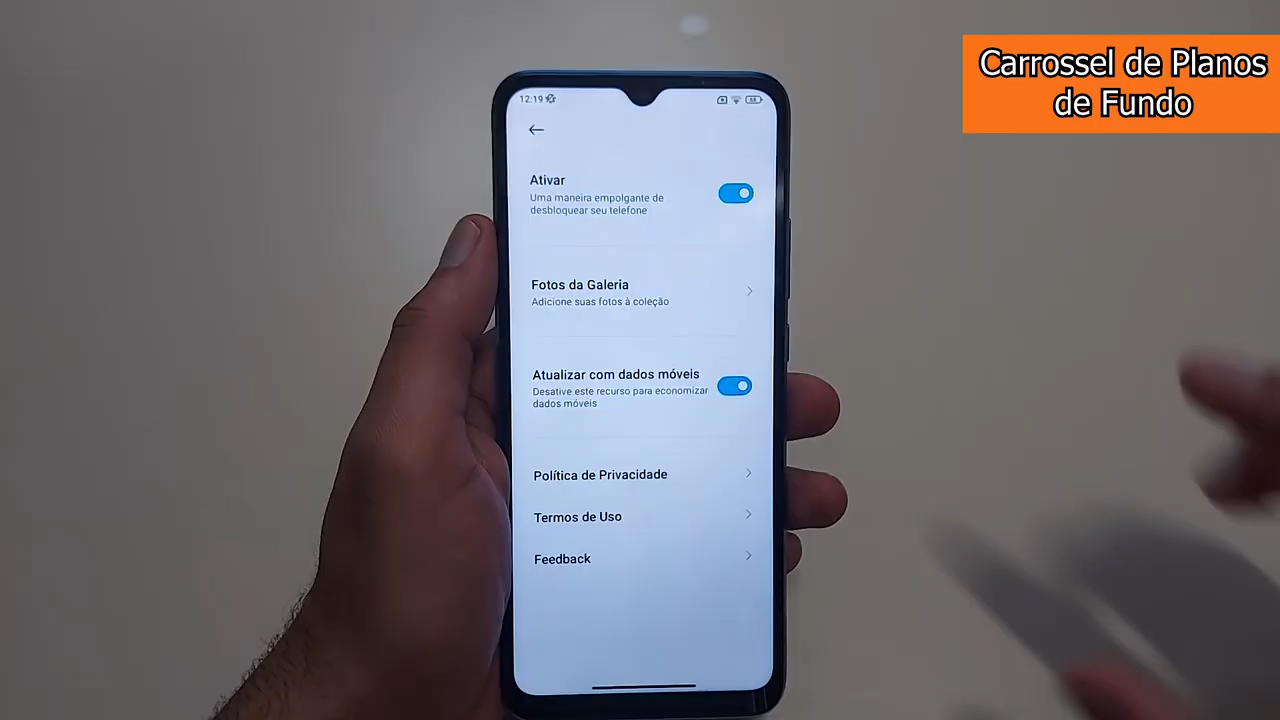 Carrossel de Planos
de Fundo
12:19
58
Ativar
Uma maneira empolgante de
desbloquear seu telefone
Fotos da Galeria
Adicione suas fotos à coleção
Atualizar com dados móveis
Desative este recurso para economizar
dados móveis
Política de Privacidade
Termos de Uso
Feedback